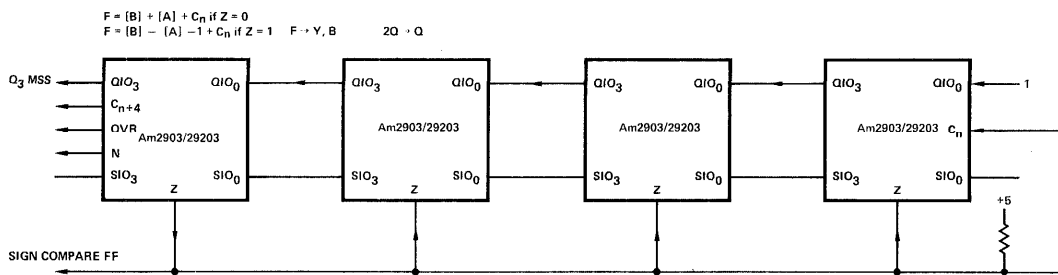 F = [B] + [A] + Cn if Z = 0
F = [B] − [A] −1 + Cn if Z = 1 F → Y, B 2Q → Q
Q3 MSS QIO3 QIO0 QIO3 QIO0 QIO3 QIO0 QIO3 QIO0 1
Cn+4
OVR Am2903/29203 Am2903/29203 Am2903/29203 Am2903/29203 Cn
N
SIO3 Z SIO0 SIO3 Z SIO0 SIO3 Z SIO0 SIO3 Z SIO0
+5
SIGN COMPARE FF